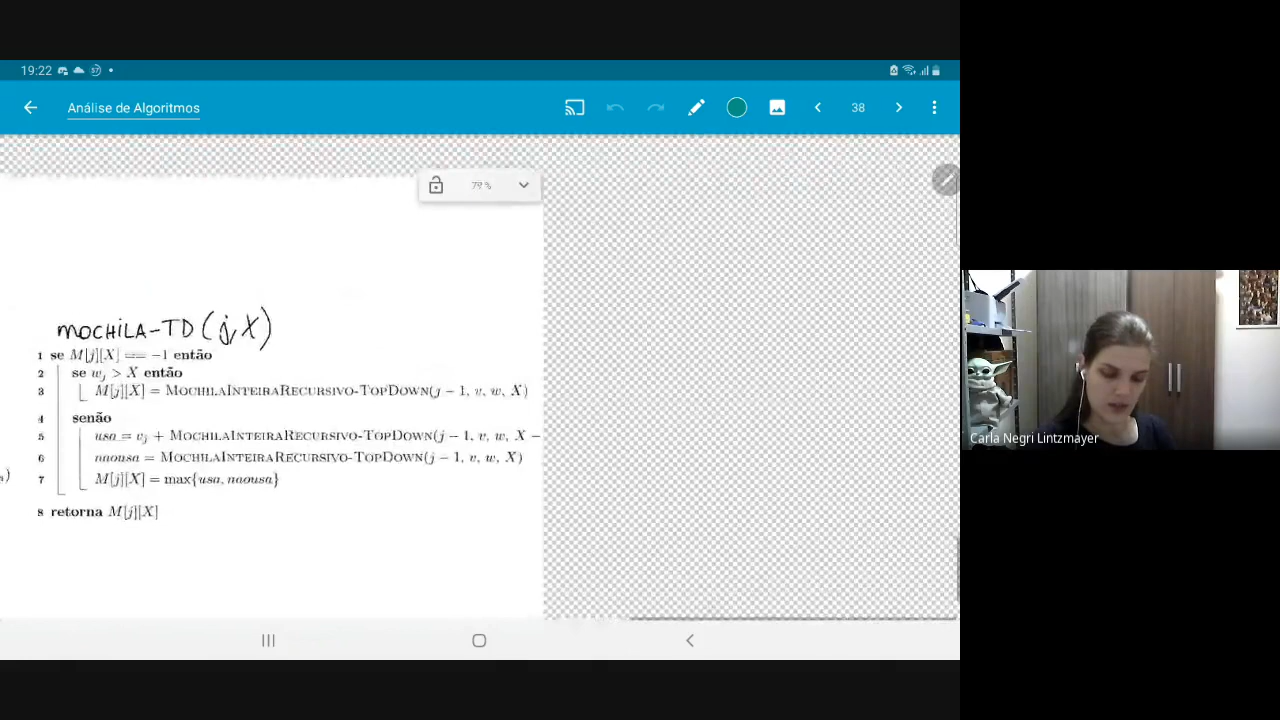 19:22
Análise de Algoritmos
38
79%
MOCHILA-TD (j, X)
1 se M[j][X] == −1 então
2 se wⱼ > X então
3 M[j][X] = MOCHILAINTEIRARECURSIVO-TOPDOWN(j − 1, v, w, X)
4 senão
5 usa = vⱼ + MOCHILAINTEIRARECURSIVO-TOPDOWN(j − 1, v, w, X −
6 naousa = MOCHILAINTEIRARECURSIVO-TOPDOWN(j − 1, v, w, X)
7 M[j][X] = max{usa, naousa}
8 retorna M[j][X]
Carla Negri Lintzmayer